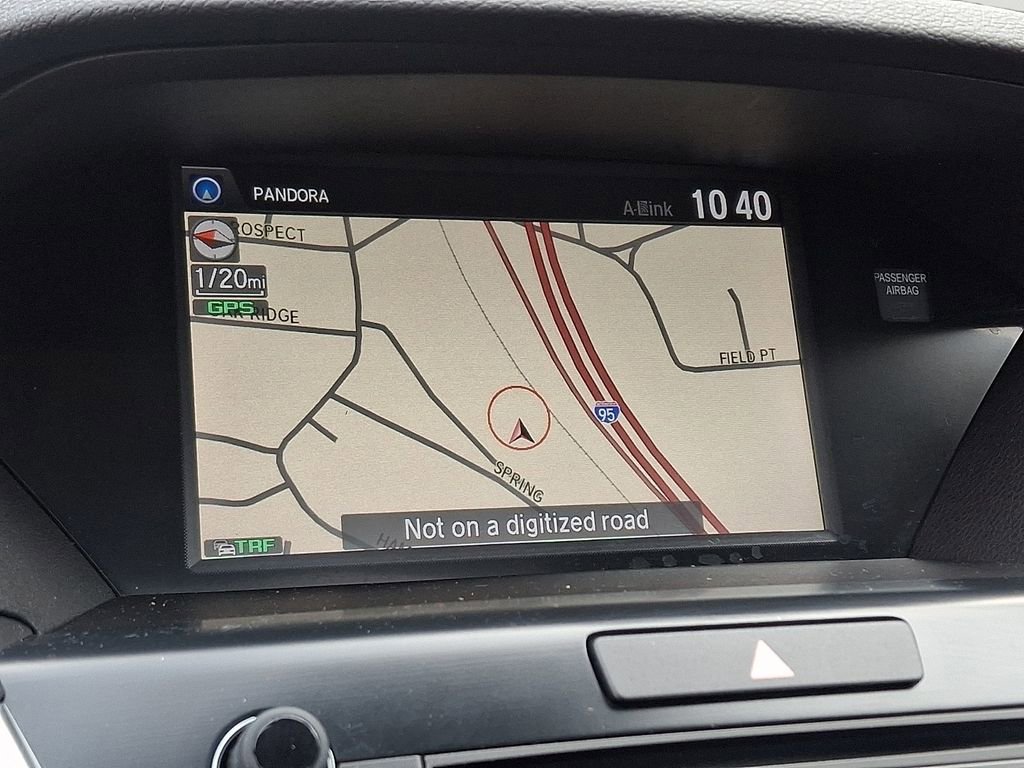 PANDORA
10 40
ROSPECT
1/20mi
GPS
RIDGE
PASSENGER
AIRBAG
FIELD PT
95
SPRING
Not on a digitized road
TRF